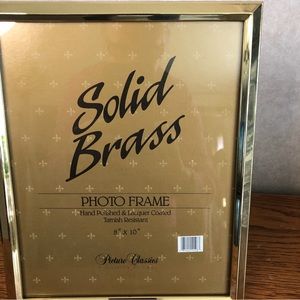 Solid
Brass
PHOTO FRAME
Hand Polished & Lacquer Coated
Tarnish Resistant
8" X 10"
Picture Classics